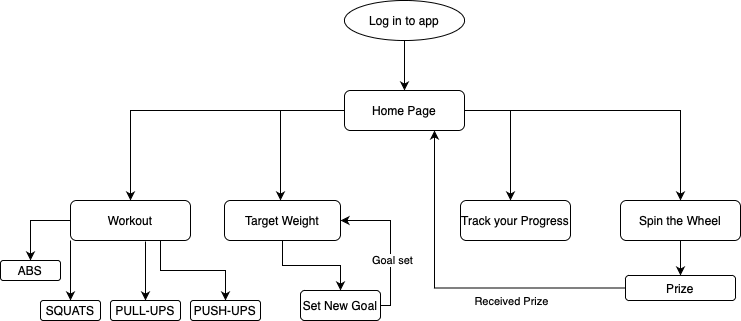 Log in to app
Home Page
Workout
Target Weight
Track your Progress
Spin the Wheel
Goal set
ABS
Prize
Received Prize
SQUATS
PULL-UPS
PUSH-UPS
Set New Goal